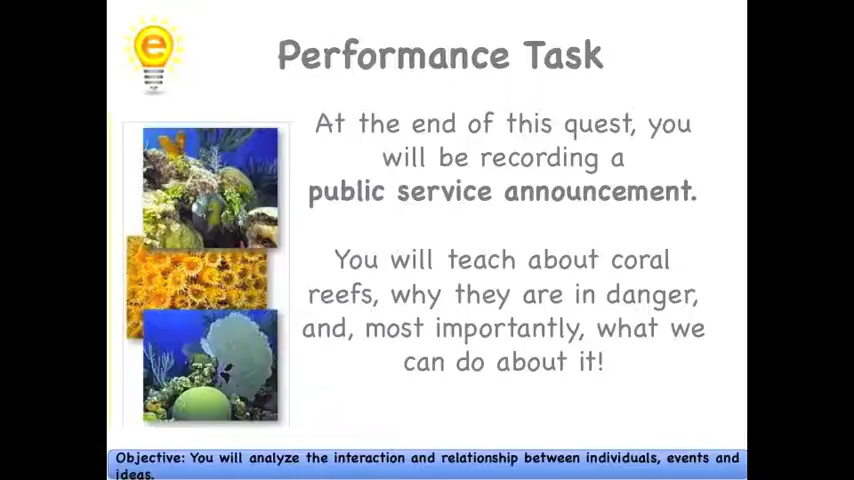 e
Performance Task
At the end of this quest, you
will be recording a
public service announcement.
You will teach about coral
reefs, why they are in danger,
and, most importantly, what we
can do about it!
Objective: You will analyze the interaction and relationship between individuals, events and
ideas.